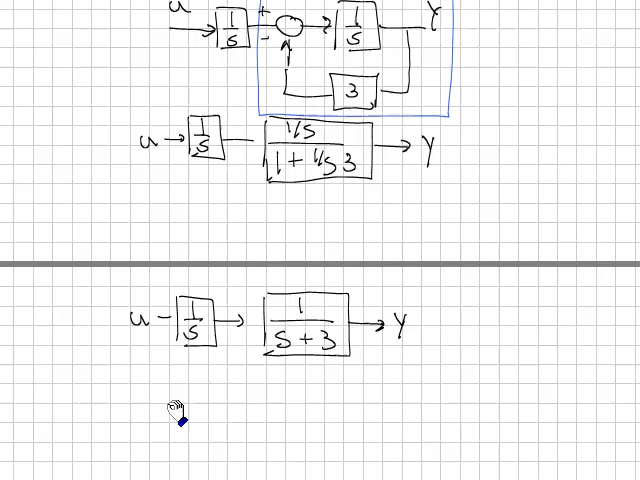 u 1/s + - 1/s Y
3
u → 1/s 1/s / 1 + 1/s 3 → Y
u - 1/s → 1 / s + 3 → Y